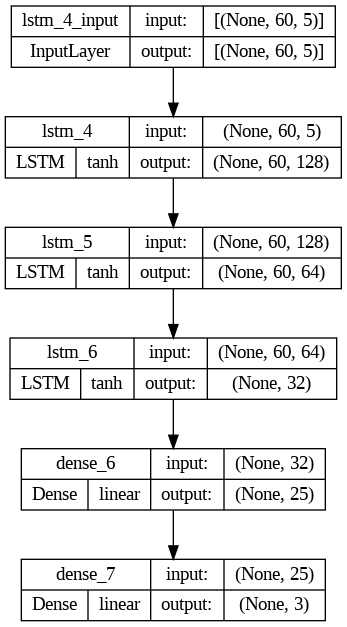 lstm_4_input input: [(None, 60, 5)]
InputLayer output: [(None, 60, 5)]
lstm_4 input: (None, 60, 5)
LSTM tanh output: (None, 60, 128)
lstm_5 input: (None, 60, 128)
LSTM tanh output: (None, 60, 64)
lstm_6 input: (None, 60, 64)
LSTM tanh output: (None, 32)
dense_6 input: (None, 32)
Dense linear output: (None, 25)
dense_7 input: (None, 25)
Dense linear output: (None, 3)